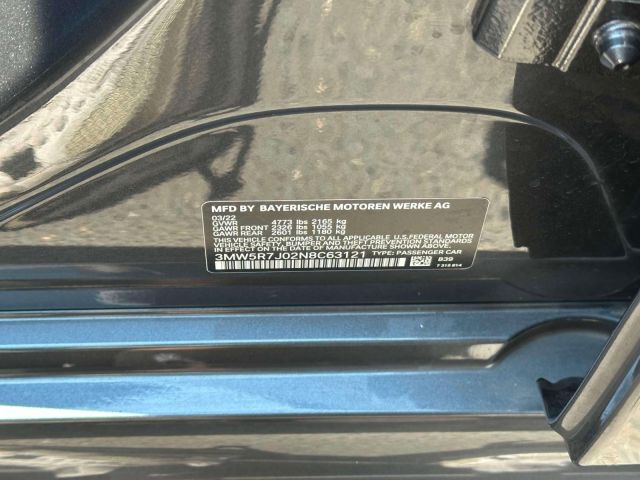 MFD BY BAYERISCHE MOTOREN WERKE AG
03/22
GVWR 4773 lbs 2165 kg
GAWR FRONT 2326 lbs 1055 kg
GAWR REAR 2601 lbs 1180 kg
THIS VEHICLE CONFORMS TO ALL APPLICABLE U.S. FEDERAL MOTOR
VEHICLE SAFETY, BUMPER, AND THEFT PREVENTION
STANDARDS IN EFFECT ON THE DATE OF MANUFACTURE SHOWN ABOVE.
3MW5R7J02N8C63121 TYPE: PASSENGER CAR
B39